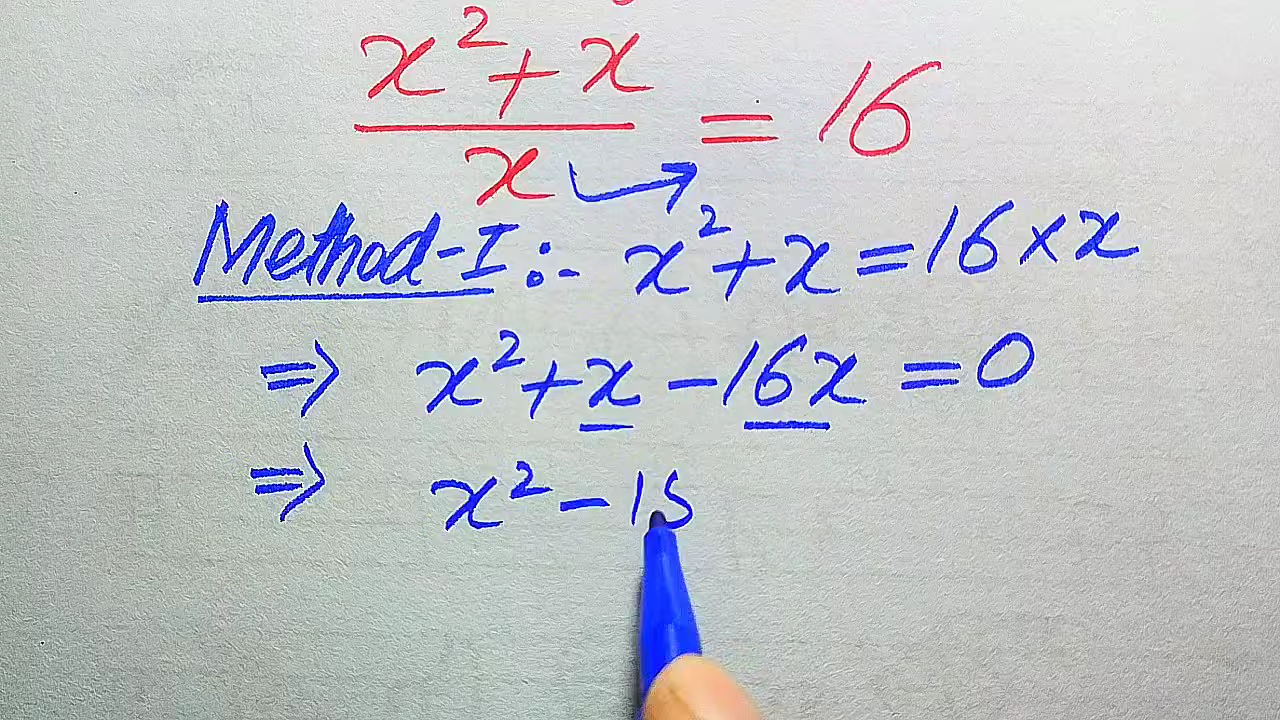 x² + x
x
= 16
Method-I :- x² + x = 16 × x
⇒ x² + x - 16x = 0
⇒ x² - 15